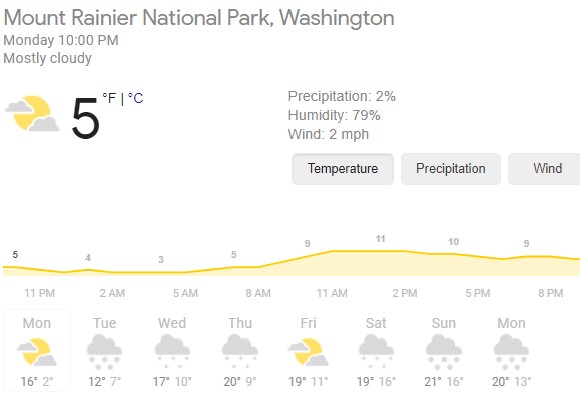 Mount Rainier National Park, Washington
Monday 10:00 PM
Mostly cloudy
5 °F | °C
Precipitation: 2%
Humidity: 79%
Wind: 2 mph
Temperature Precipitation Wind
5 4 3 5 9 11 10 9
11 PM 2 AM 5 AM 8 AM 11 AM 2 PM 5 PM 8 PM
Mon Tue Wed Thu Fri Sat Sun Mon
16° 2° 12° 7° 17° 10° 20° 9° 19° 11° 19° 16° 21° 16° 20° 13°